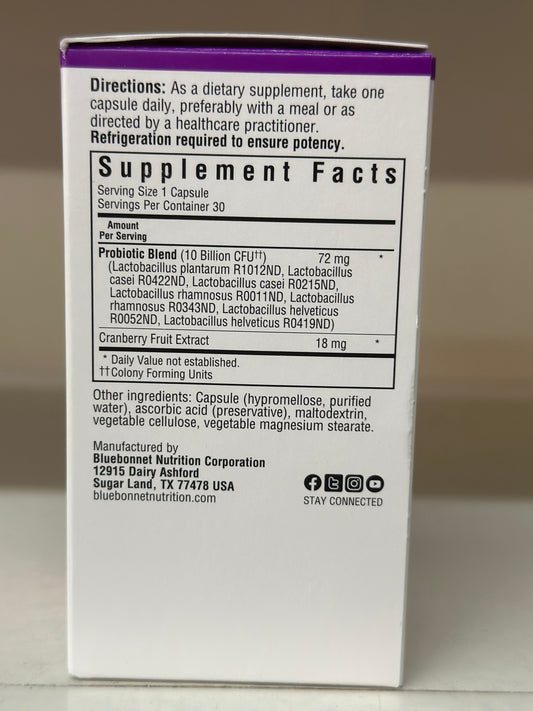 Directions: As a dietary supplement, take one
capsule daily, preferably with a meal or as
directed by a healthcare practitioner.
Refrigeration required to ensure potency.
Supplement Facts
Serving Size 1 Capsule
Servings Per Container 30
Amount
Per Serving
Probiotic Blend (10 Billion CFU††) 72 mg *
(Lactobacillus plantarum R1012ND, Lactobacillus
casei R0422ND, Lactobacillus casei R0215ND,
Lactobacillus rhamnosus R0011ND, Lactobacillus
rhamnosus R0343ND, Lactobacillus helveticus
R0052ND, Lactobacillus helveticus R0419ND)
Cranberry Fruit Extract 18 mg *
* Daily Value not established.
††Colony Forming Units
Other ingredients: Capsule (hypromellose, purified
water), ascorbic acid (preservative), maltodextrin,
vegetable cellulose, vegetable magnesium stearate.
Manufactured by
Bluebonnet Nutrition Corporation
12915 Dairy Ashford
Sugar Land, TX 77478 USA
bluebonnetnutrition.com
STAY CONNECTED